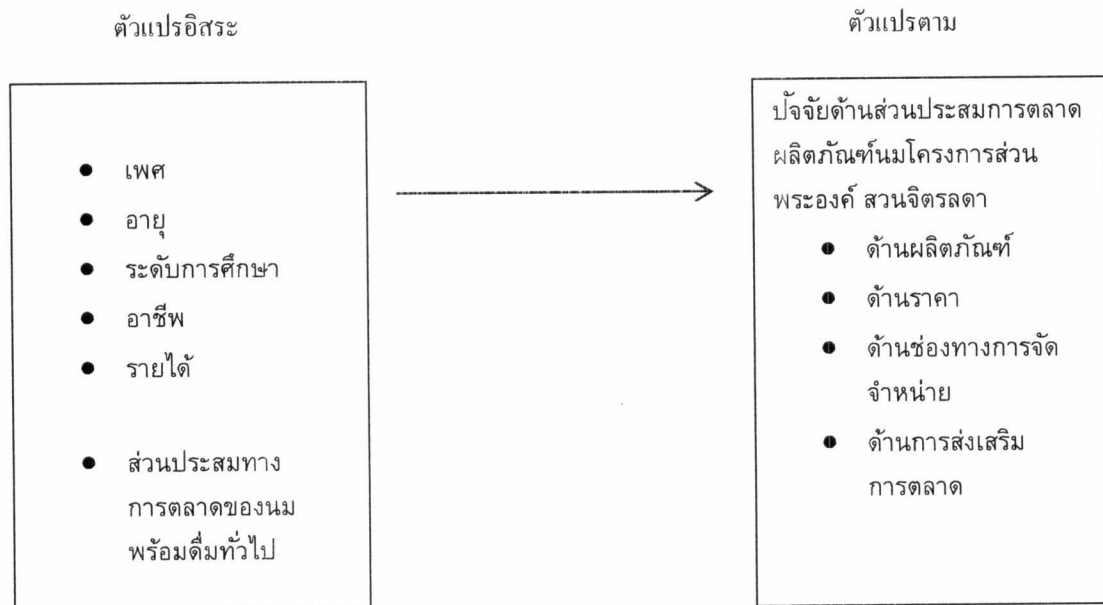 ตัวแปรอิสระ
เพศ
อายุ
ระดับการศึกษา
อาชีพ
รายได้
ส่วนประสมทาง
การตลาดของนม
พร้อมดื่มทั่วไป
ตัวแปรตาม
ปัจจัยด้านส่วนประสมการตลาด
ผลิตภัณฑ์นมโครงการส่วน
พระองค์ สวนจิตรลดา
ด้านผลิตภัณฑ์
ด้านราคา
ด้านช่องทางการจัด
จำหน่าย
ด้านการส่งเสริม
การตลาด